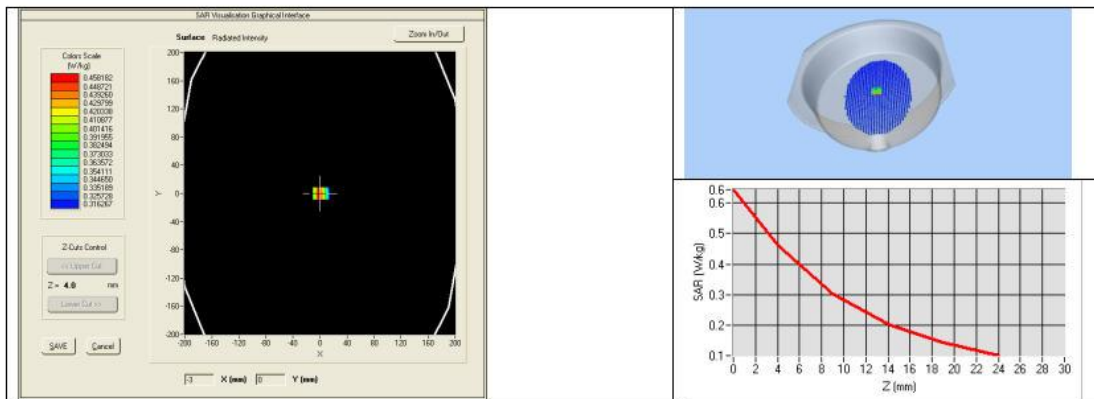 SAR Visualisation Graphical Interface
Surface Radiated Intensity
Zoom In/Out
Colors Scale
(W/kg)
0.458182
0.448721
0.439260
0.429799
0.420338
0.410877
0.401416
0.391955
0.382494
0.373033
0.363572
0.354111
0.344650
0.335189
0.325728
0.316267
Z-Cuts Control
<< Upper Cut
Z = 4.0 mm
Lower Cut >>
SAVE Cancel
200
160
120
80
40
0
-40
-80
-120
-160
-200
Y
-200 -160 -120 -80 -40 0 40 80 120 160 200
X
-3 X (mm) 0 Y (mm)
0.6
0.6
0.5
0.4
0.3
0.2
0.1
SAR (W/kg)
0 2 4 6 8 10 12 14 16 18 20 22 24 26 28 30
Z (mm)